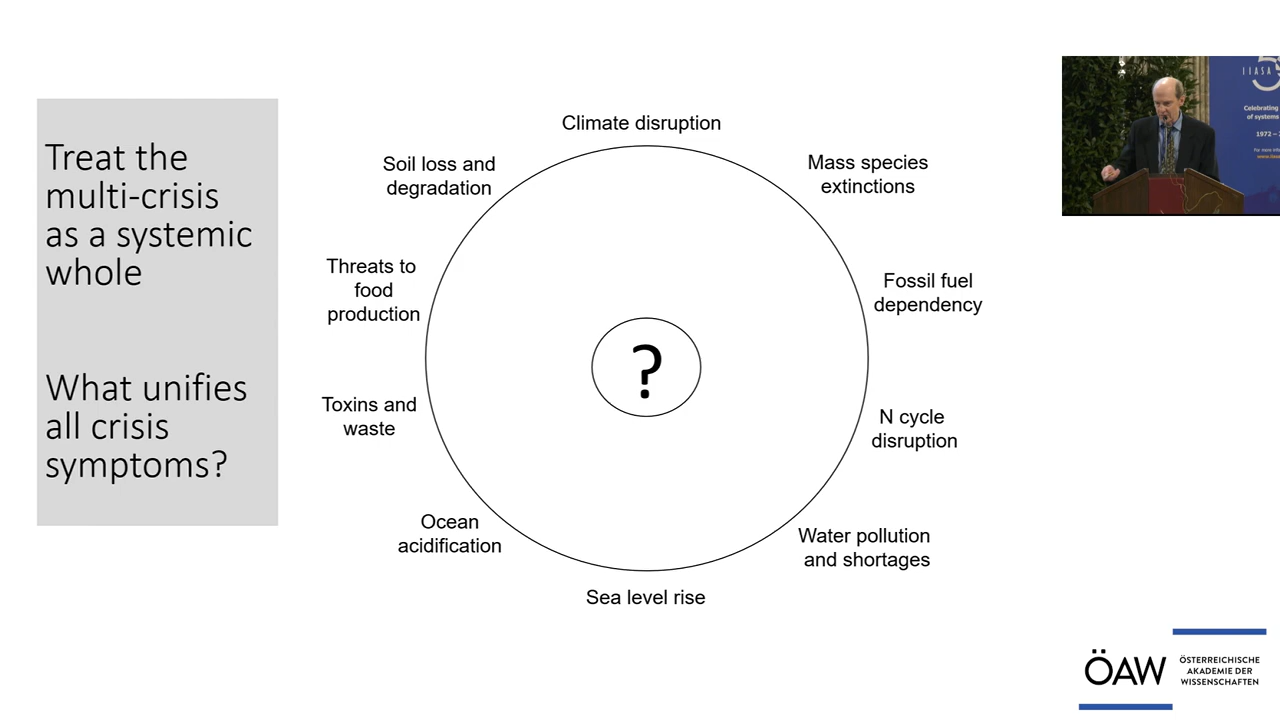 Treat the
multi-crisis
as a systemic
whole
What unifies
all crisis
symptoms?
Climate disruption
Soil loss and
degradation
Mass species
extinctions
Threats to
food
production
Fossil fuel
dependency
?
Toxins and
waste
N cycle
disruption
Ocean
acidification
Water pollution
and shortages
Sea level rise
IIASA
Celebrating
of systems
1972 –
ÖAW
ÖSTERREICHISCHE
AKADEMIE DER
WISSENSCHAFTEN